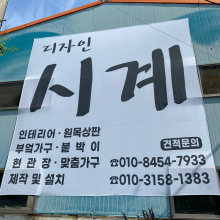 디자인
시계
인테리어·원목상판
부엌가구·붙박이 견적문의
현관장·맞춤가구 ☎010-8454-7933
제작 및 설치 ☎010-3158-1383